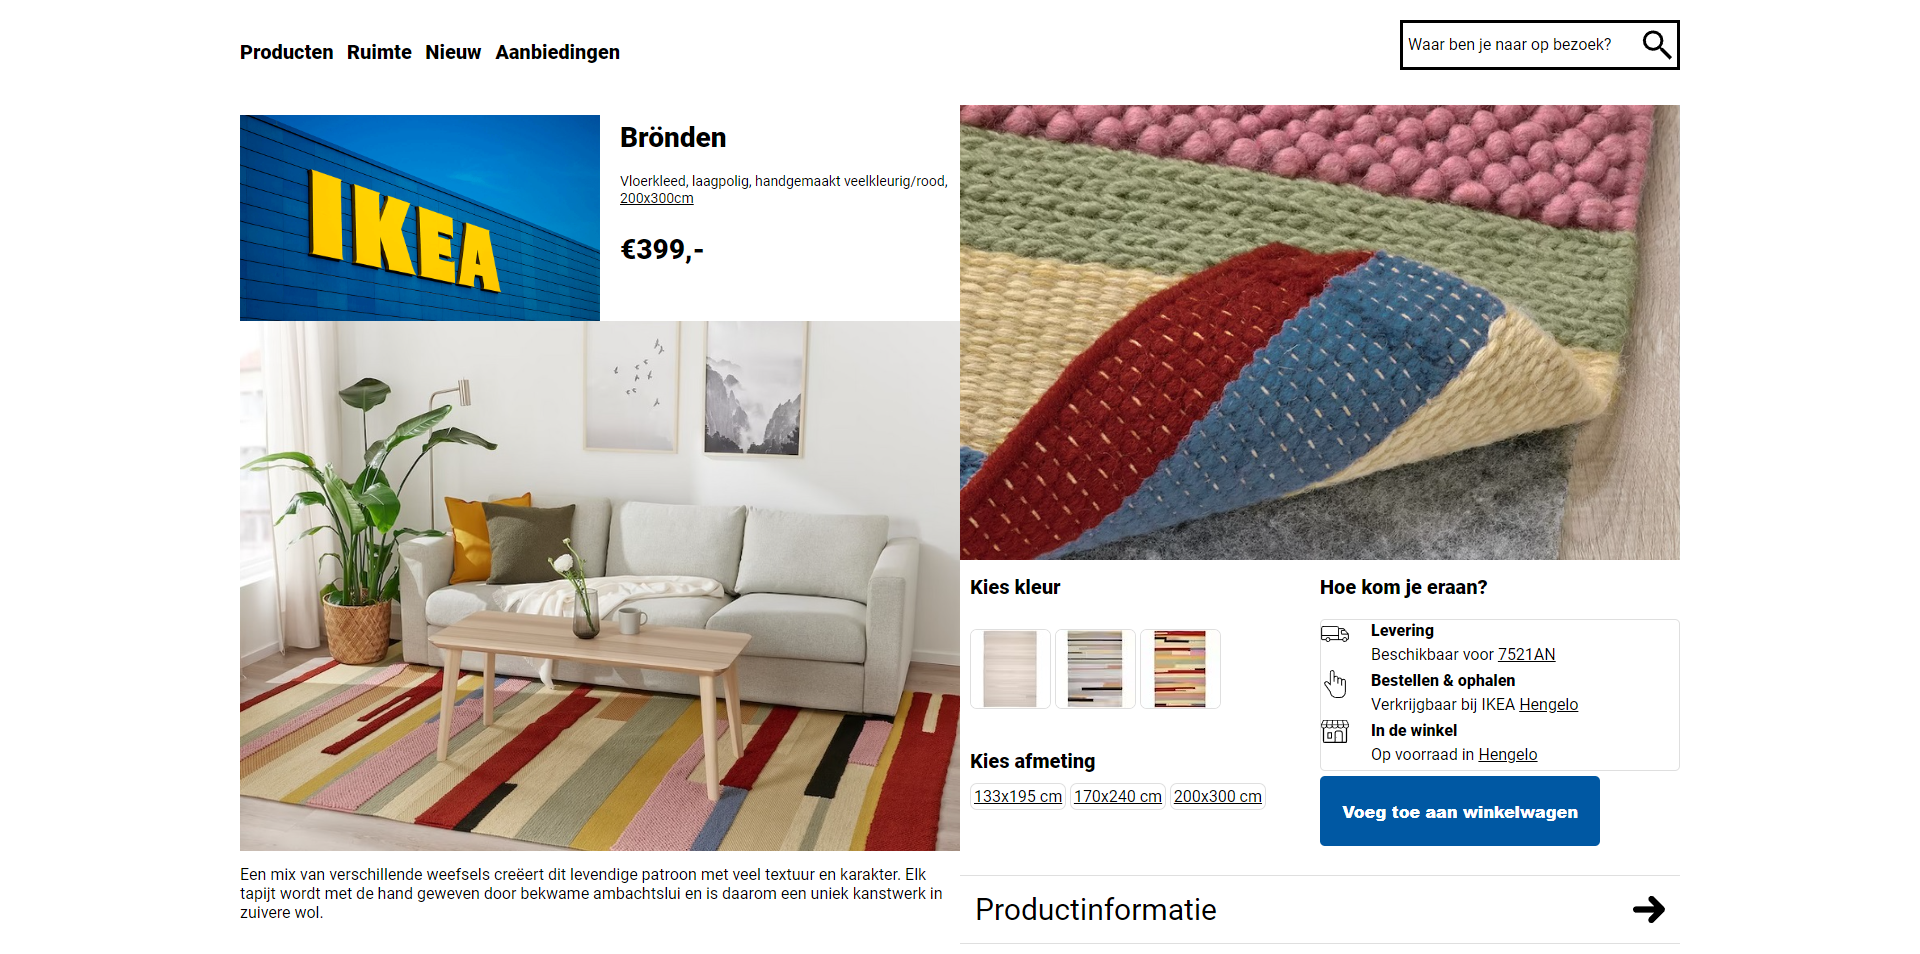 Producten Ruimte Nieuw Aanbiedingen
Waar ben je naar op bezoek?
IKEA
Brönden
Vloerkleed, laagpolig, handgemaakt veelkleurig/rood,
200x300cm
€399,-
Een mix van verschillende weefsels creëert dit levendige patroon met veel textuur en karakter. Elk
tapijt wordt met de hand geweven door bekwame ambachtslui en is daarom een uniek kanstwerk in
zuivere wol.
Kies kleur
Kies afmeting
133x195 cm 170x240 cm 200x300 cm
Hoe kom je eraan?
Levering
Beschikbaar voor 7521AN
Bestellen & ophalen
Verkrijgbaar bij IKEA Hengelo
In de winkel
Op voorraad in Hengelo
Voeg toe aan winkelwagen
Productinformatie